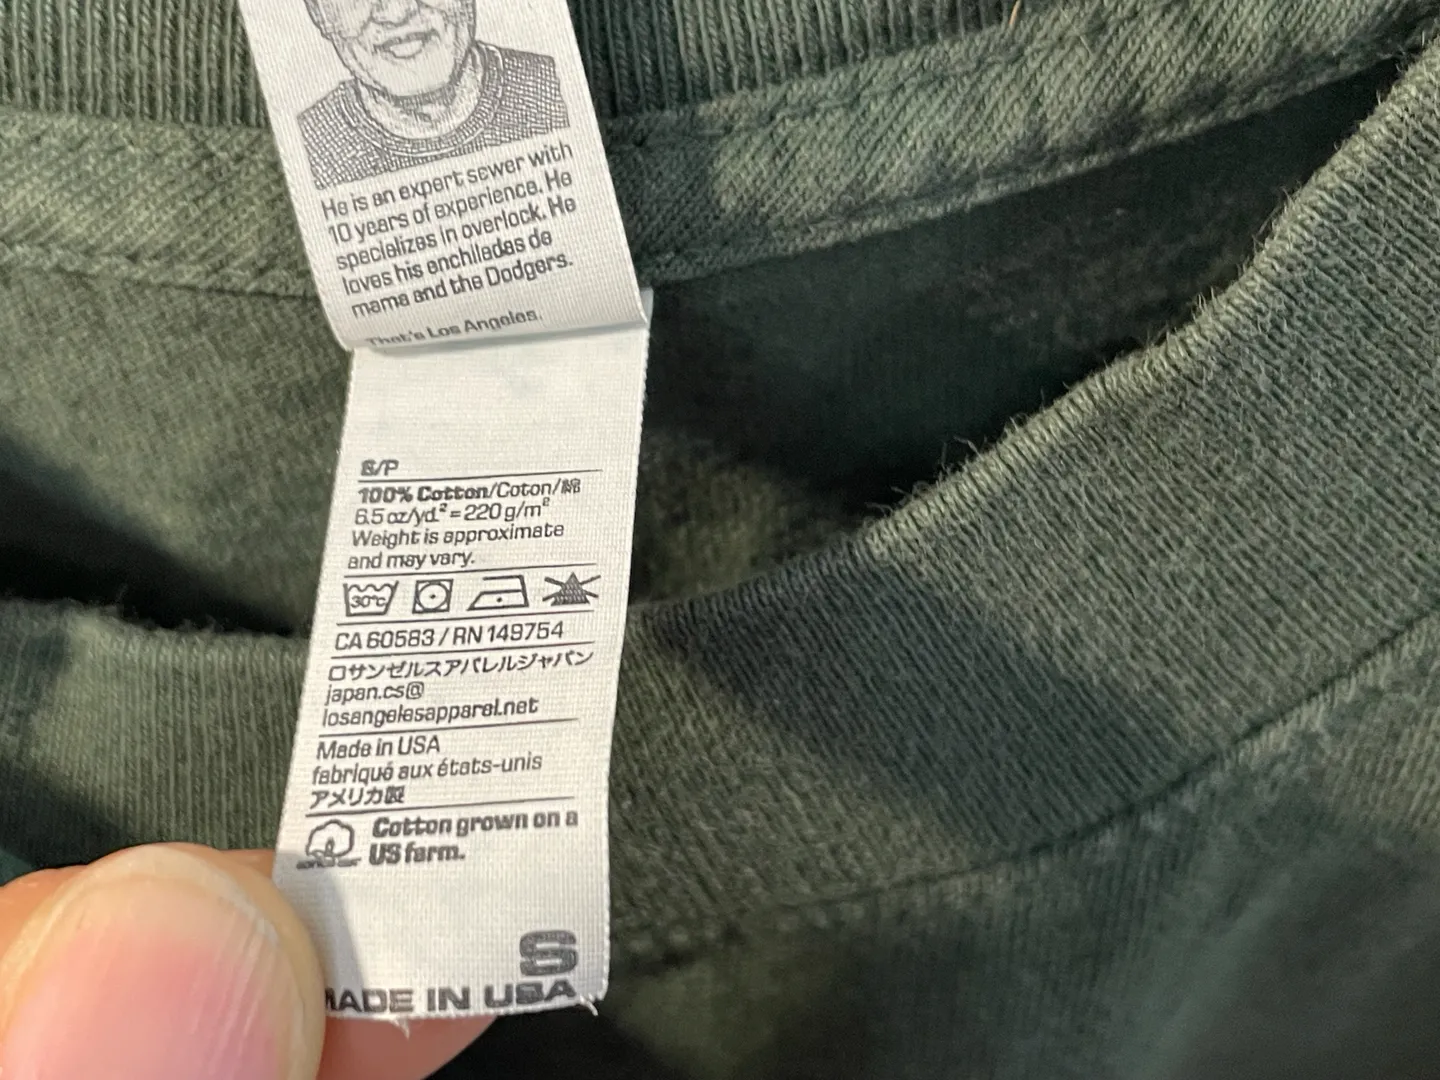 He is an expert sewer with
10 years of experience. He
specializes in overlock. He
loves his enchiladas de
mama and the Dodgers.
That's Los Angeles.
S/P
100% Cotton/Coton/綿
6.5 oz/yd.² = 220 g/m²
Weight is approximate
and may vary.
30°c
CA 60583 / RN 149754
ロサンゼルスアパレルジャパン
japan.cs@
losangelesapparel.net
Made in USA
fabriqué aux états-unis
アメリカ製
Cotton grown on a
US farm.
S
MADE IN USA